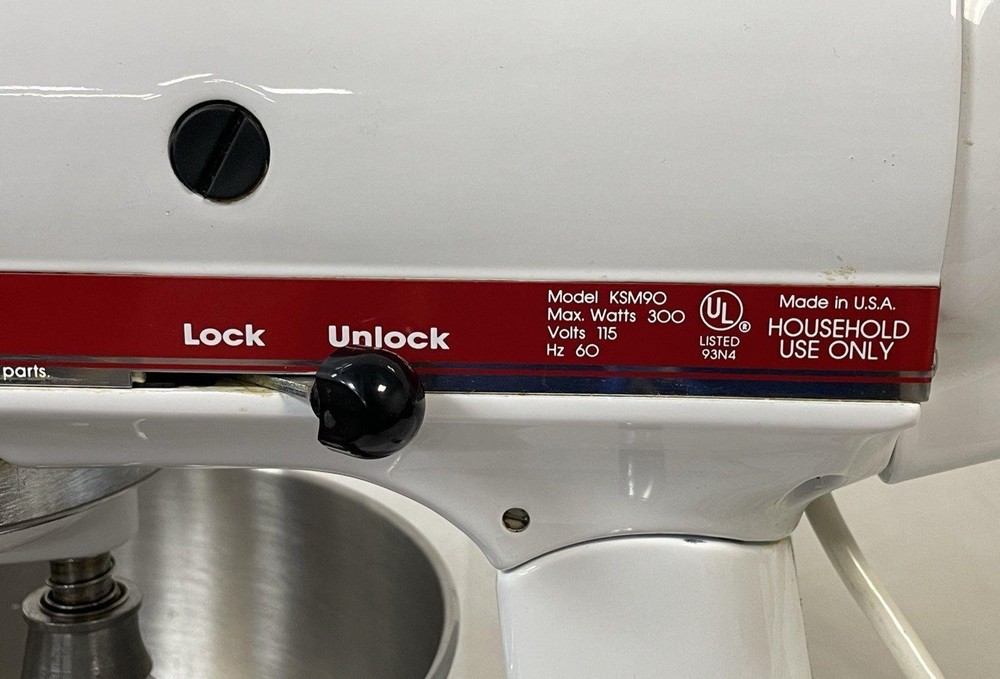 Lock
Unlock
parts.
Model KSM90
Max. Watts 300
Volts 115
Hz 60
UL ®
LISTED
93N4
Made in U.S.A.
HOUSEHOLD
USE ONLY